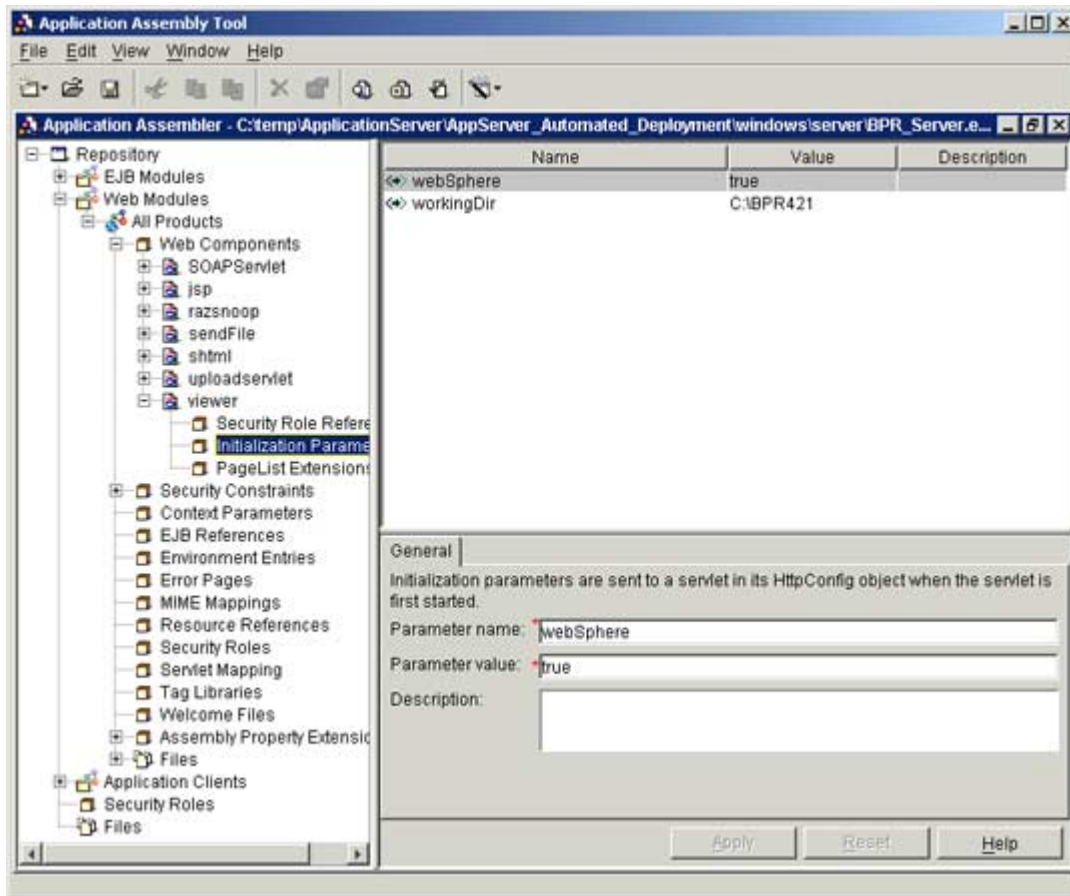 Application Assembly Tool
File Edit View Window Help
Application Assembler - C:\temp\ApplicationServer\AppServer_Automated_Deployment\windows\server\BPR_Server.e...
Repository
EJB Modules
Web Modules
All Products
Web Components
SOAPServlet
jsp
razsnoop
sendFile
shtml
uploadservlet
viewer
Security Role Refere
Initialization Parame
PageList Extensions
Security Constraints
Context Parameters
EJB References
Environment Entries
Error Pages
MIME Mappings
Resource References
Security Roles
Servlet Mapping
Tag Libraries
Welcome Files
Assembly Property Extensio
Files
Application Clients
Security Roles
Files
Name Value Description
webSphere true
workingDir C:\BPR421
General
Initialization parameters are sent to a servlet in its HttpConfig object when the servlet is
first started.
Parameter name: *webSphere
Parameter value: *true
Description:
Apply Reset Help